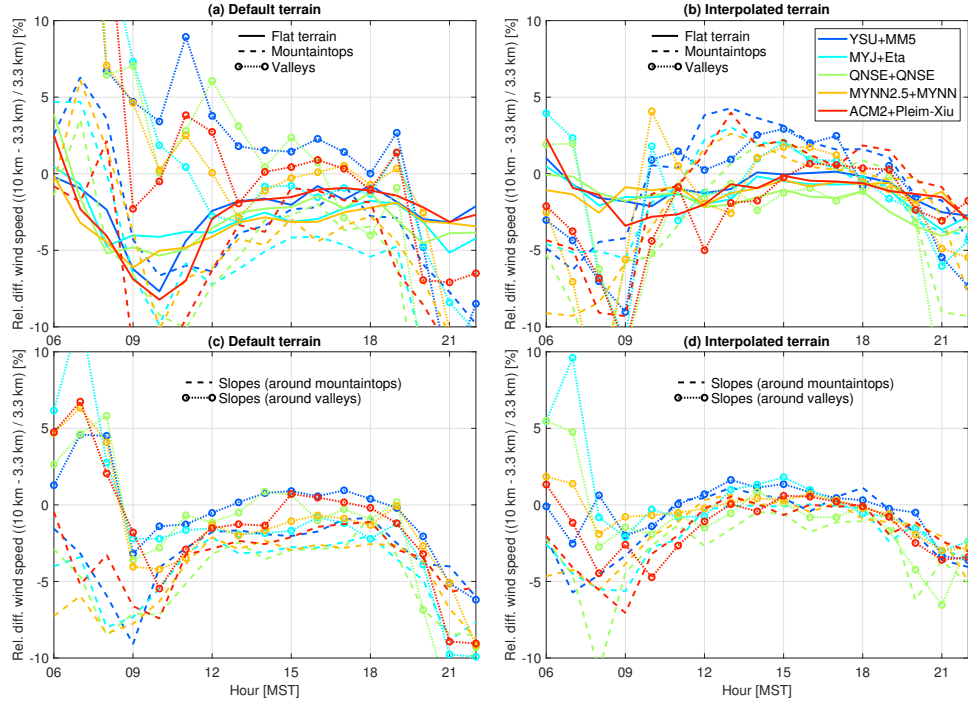 (a) Default terrain
Rel. diff. wind speed ((10 km - 3.3 km) / 3.3 km) [%]
10
5
0
-5
-10
06
09
12
15
18
21
Flat terrain
Mountaintops
Valleys
(b) Interpolated terrain
Rel. diff. wind speed ((10 km - 3.3 km) / 3.3 km) [%]
10
5
0
-5
-10
06
09
12
15
18
21
Flat terrain
Mountaintops
Valleys
YSU+MM5
MYJ+Eta
QNSE+QNSE
MYNN2.5+MYNN
ACM2+Pleim-Xiu
(c) Default terrain
Rel. diff. wind speed ((10 km - 3.3 km) / 3.3 km) [%]
10
5
0
-5
-10
06
09
12
15
18
21
Hour [MST]
Slopes (around mountaintops)
Slopes (around valleys)
(d) Interpolated terrain
Rel. diff. wind speed ((10 km - 3.3 km) / 3.3 km) [%]
10
5
0
-5
-10
06
09
12
15
18
21
Hour [MST]
Slopes (around mountaintops)
Slopes (around valleys)